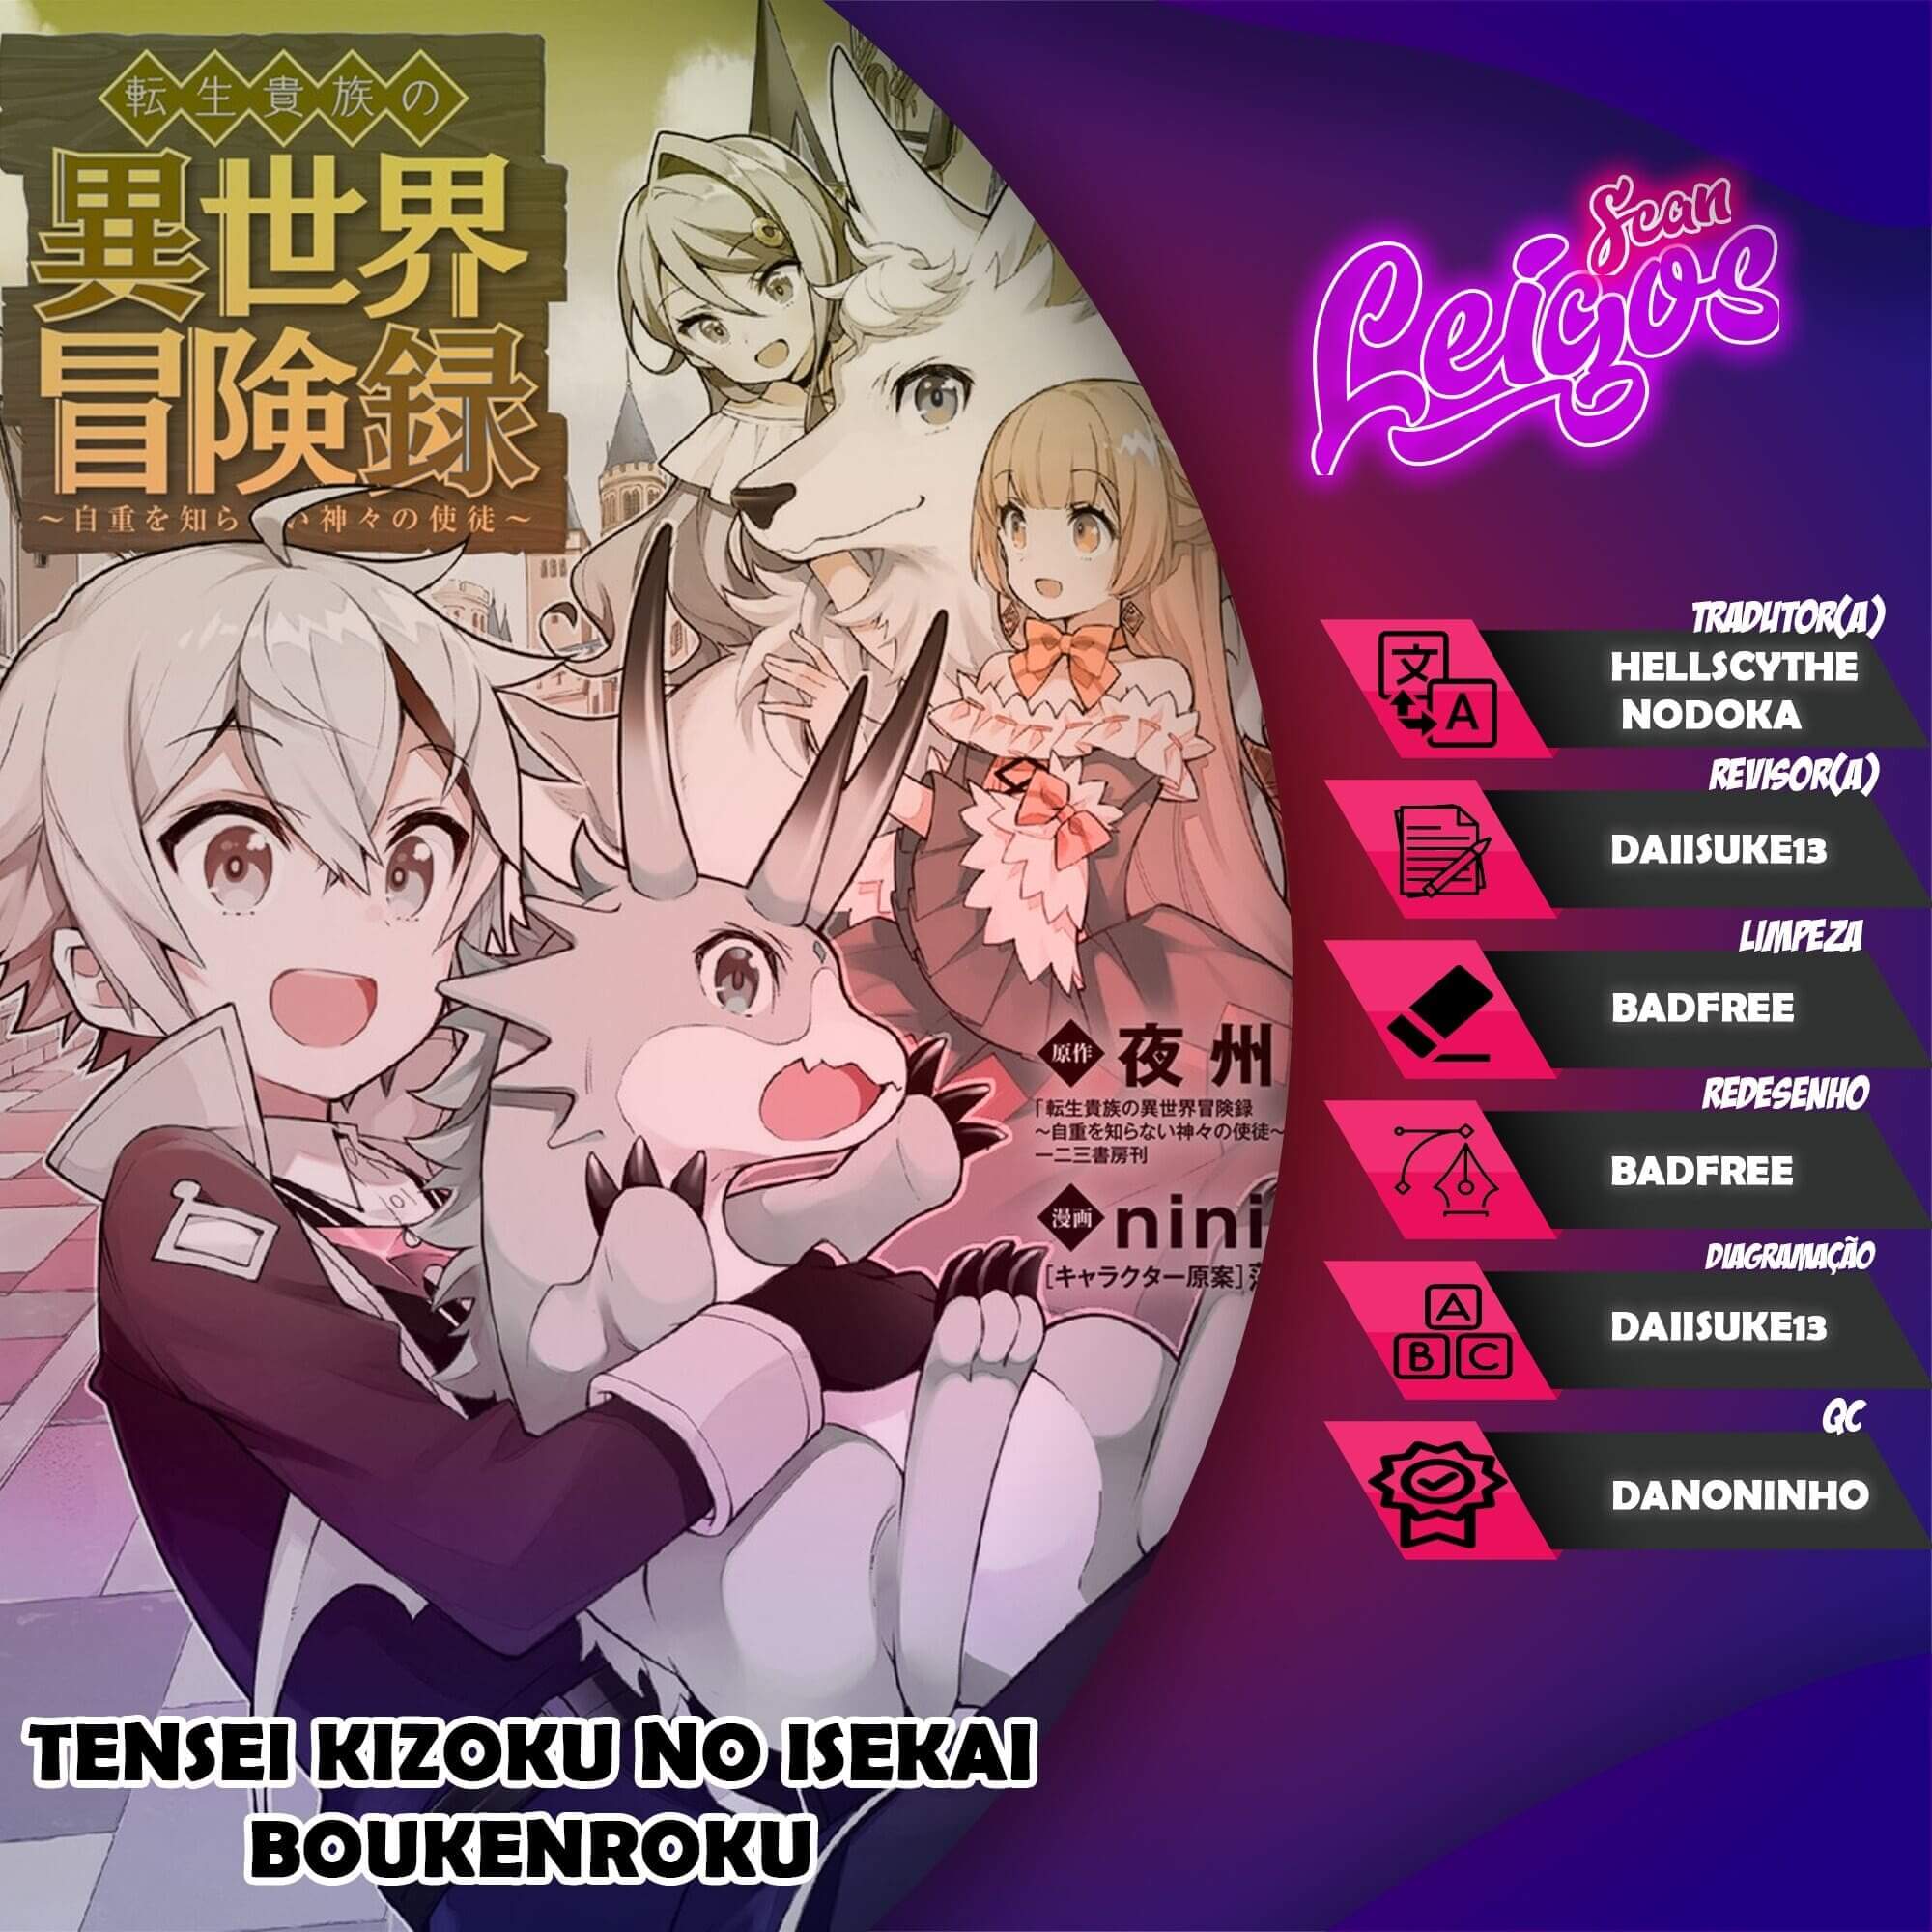 転生貴族の
異世界
冒険録
～自重を知ら い神々の使徒～
原作 夜州
「転生貴族の異世界冒険録
～自重を知らない神々の使徒～
一二三書房刊
漫画 nini
[キャラクター原案]
TENSEI KIZOKU NO ISEKAI
BOUKENROKU
Scan
Leigos
TRADUTOR(A)
HELLSCYTHE
NODOKA
文
A
REVISOR(A)
DAIISUKE13
LIMPEZA
BADFREE
REDESENHO
BADFREE
DIAGRAMAÇÃO
A
B C
DAIISUKE13
QC
DANONINHO